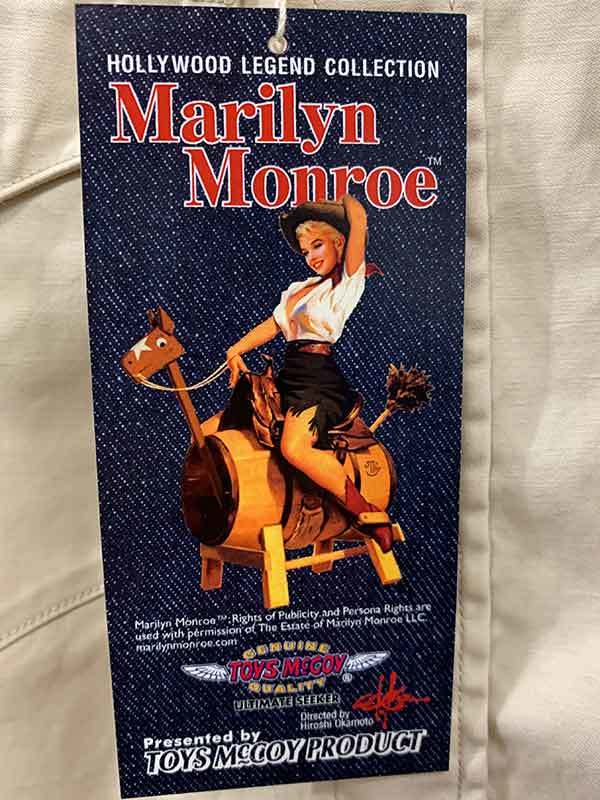 HOLLYWOOD LEGEND COLLECTION
Marilyn
Monroe™
Marilyn Monroe™·Rights of Publicity and Persona Rights are
used with permission of The Estate of Marilyn Monroe LLC.
marilynmonroe.com
GENUINE
TOYS McCOY®
QUALITY
ULTIMATE SEEKER
Directed by
Hiroshi Okamoto
Presented by
TOYS McCOY PRODUCT